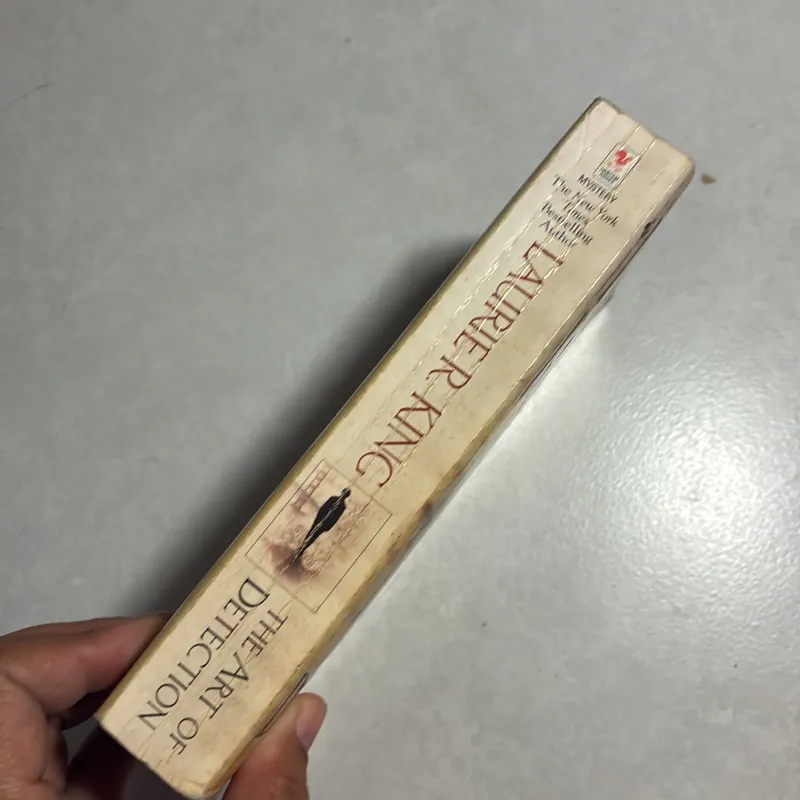 MYSTERY
The New York
Times
Bestselling
Author
LAURIE R. KING
THE ART OF
DETECTION